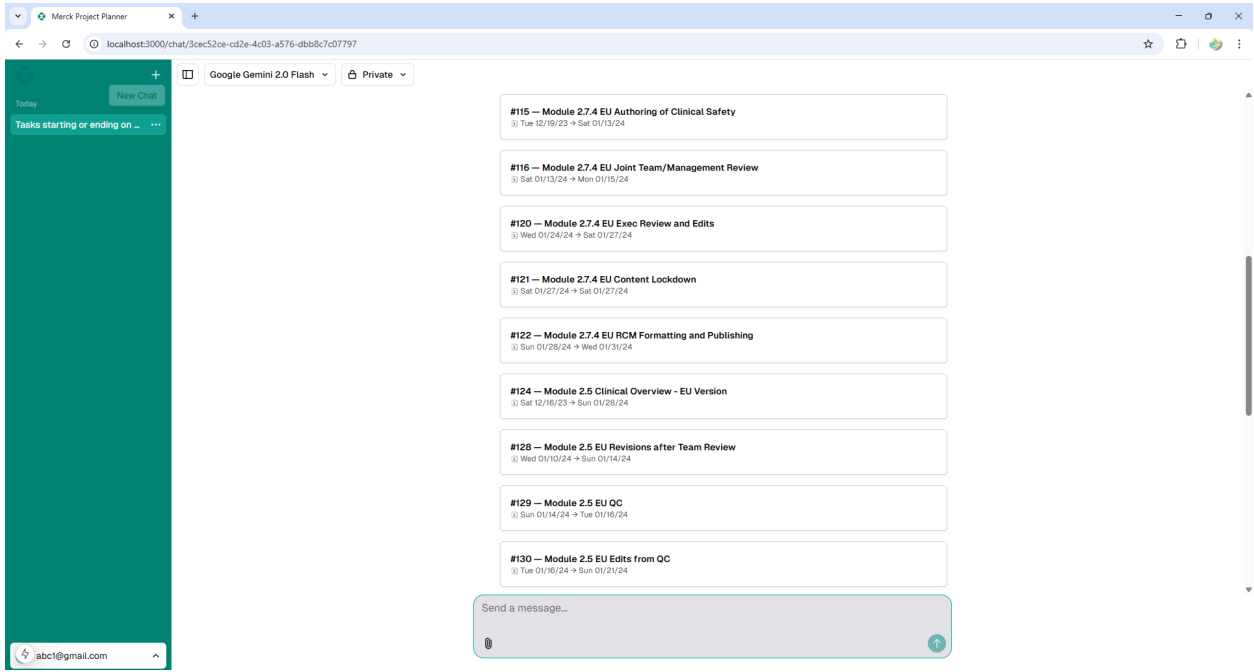 Merck Project Planner
localhost:3000/chat/3cec52ce-cd2e-4c03-a576-dbb8c7c07797
New Chat
Today
Tasks starting or ending on ...
Google Gemini 2.0 Flash
Private
#115 — Module 2.7.4 EU Authoring of Clinical Safety
Tue 12/19/23 → Sat 01/13/24
#116 — Module 2.7.4 EU Joint Team/Management Review
Sat 01/13/24 → Mon 01/15/24
#120 — Module 2.7.4 EU Exec Review and Edits
Wed 01/24/24 → Sat 01/27/24
#121 — Module 2.7.4 EU Content Lockdown
Sat 01/27/24 → Sat 01/27/24
#122 — Module 2.7.4 EU RCM Formatting and Publishing
Sun 01/28/24 → Wed 01/31/24
#124 — Module 2.5 Clinical Overview - EU Version
Sat 12/16/23 → Sun 01/28/24
#128 — Module 2.5 EU Revisions after Team Review
Wed 01/10/24 → Sun 01/14/24
#129 — Module 2.5 EU QC
Sun 01/14/24 → Tue 01/16/24
#130 — Module 2.5 EU Edits from QC
Tue 01/16/24 → Sun 01/21/24
Send a message...
abc1@gmail.com